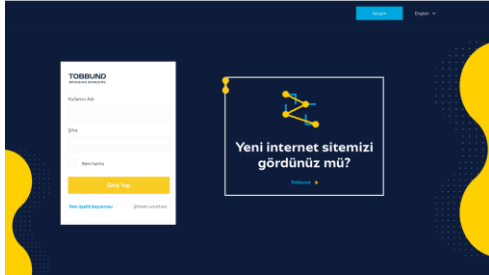 İletişim
English
TOBBUND
Kullanıcı Adı
Şifre
Beni hatırla
Giriş Yap
Yeni üyelik başvurusu
Şifremi unuttum
Yeni internet sitemizi
gördünüz mü?
Tobbund